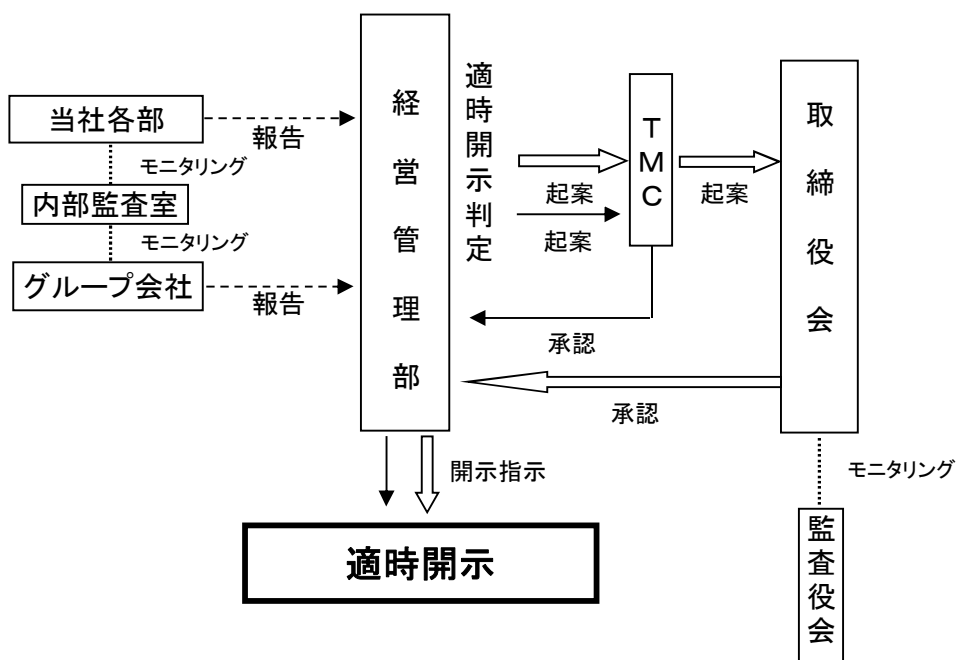 当社各部
報告
モニタリング
内部監査室
モニタリング
グループ会社
報告
経営管理部
適時開示判定
起案
起案
TMC
起案
取締役会
承認
承認
開示指示
適時開示
モニタリング
監査役会